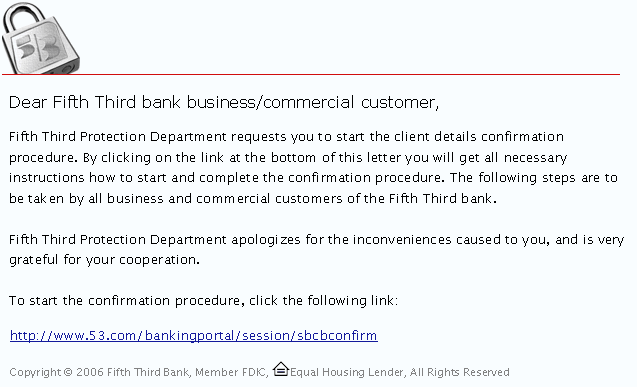 Dear Fifth Third bank business/commercial customer,
Fifth Third Protection Department requests you to start the client details confirmation
procedure. By clicking on the link at the bottom of this letter you will get all necessary
instructions how to start and complete the confirmation procedure. The following steps are to
be taken by all business and commercial customers of the Fifth Third bank.
Fifth Third Protection Department apologizes for the inconveniences caused to you, and is very
grateful for your cooperation.
To start the confirmation procedure, click the following link:
http://www.53.com/bankingportal/session/sbcbconfirm
Copyright © 2006 Fifth Third Bank, Member FDIC, Equal Housing Lender, All Rights Reserved